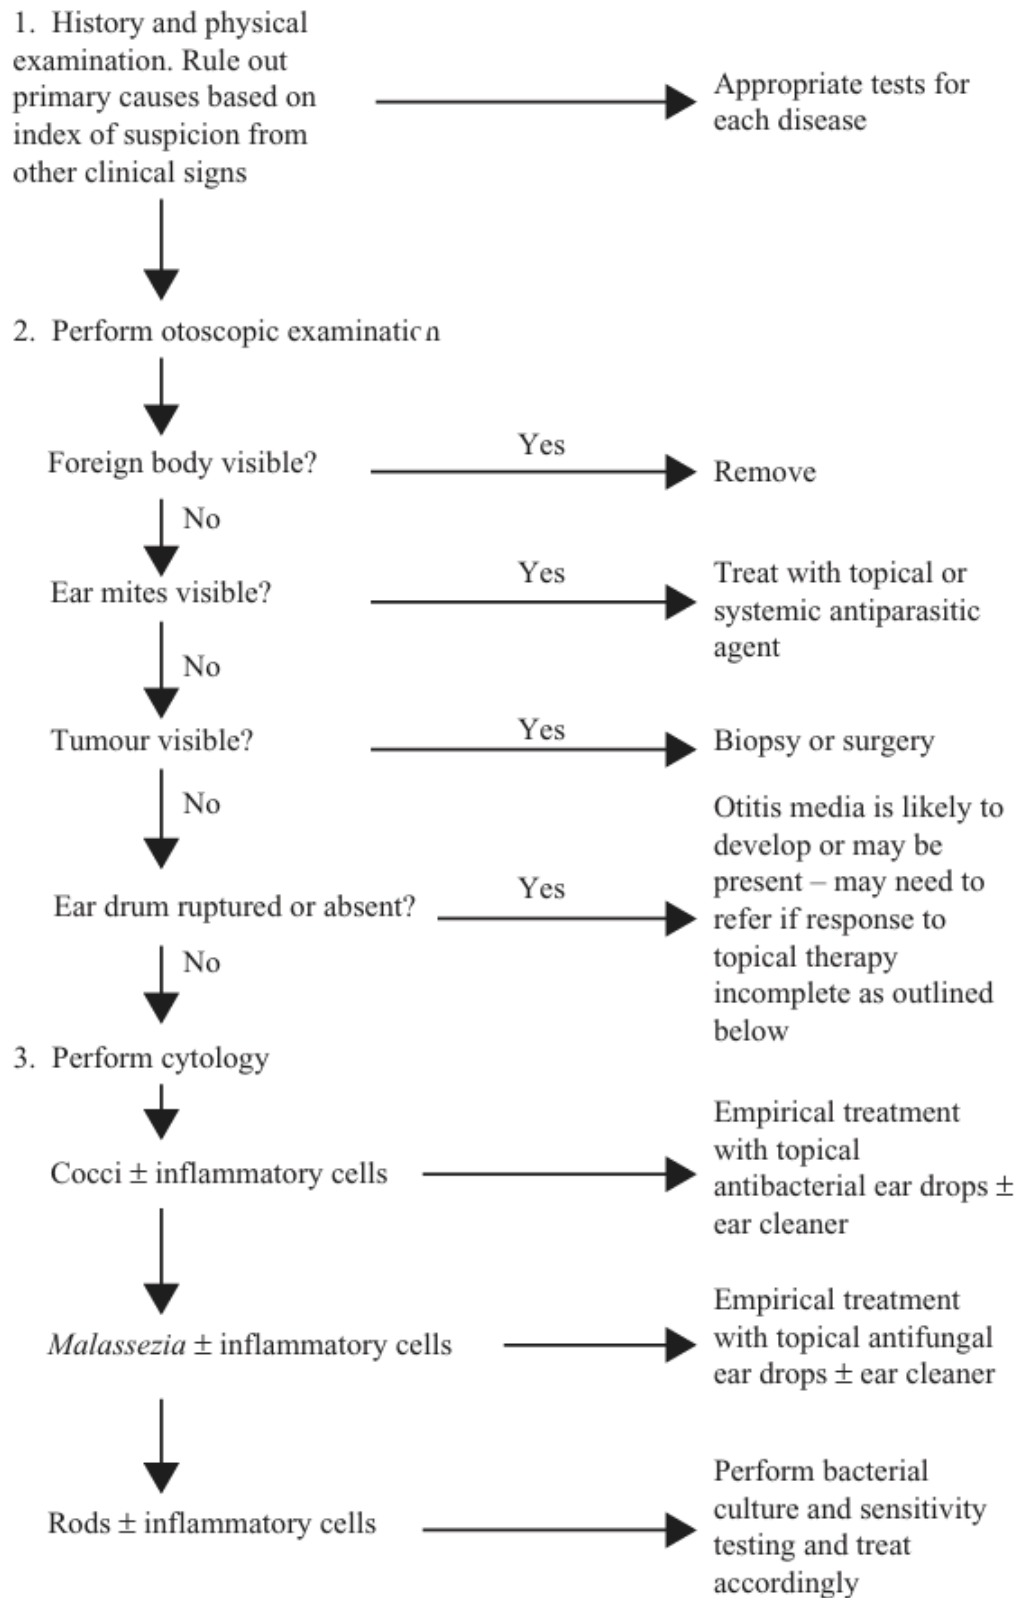 1. History and physical
examination. Rule out
primary causes based on
index of suspicion from
other clinical signs
Appropriate tests for
each disease
2. Perform otoscopic examination
Foreign body visible?
Yes
Remove
No
Ear mites visible?
Yes
Treat with topical or
systemic antiparasitic
agent
No
Tumour visible?
Yes
Biopsy or surgery
No
Ear drum ruptured or absent?
Yes
Otitis media is likely to
develop or may be
present – may need to
refer if response to
topical therapy
incomplete as outlined
below
No
3. Perform cytology
Cocci ± inflammatory cells
Empirical treatment
with topical
antibacterial ear drops ±
ear cleaner
Malassezia ± inflammatory cells
Empirical treatment
with topical antifungal
ear drops ± ear cleaner
Rods ± inflammatory cells
Perform bacterial
culture and sensitivity
testing and treat
accordingly